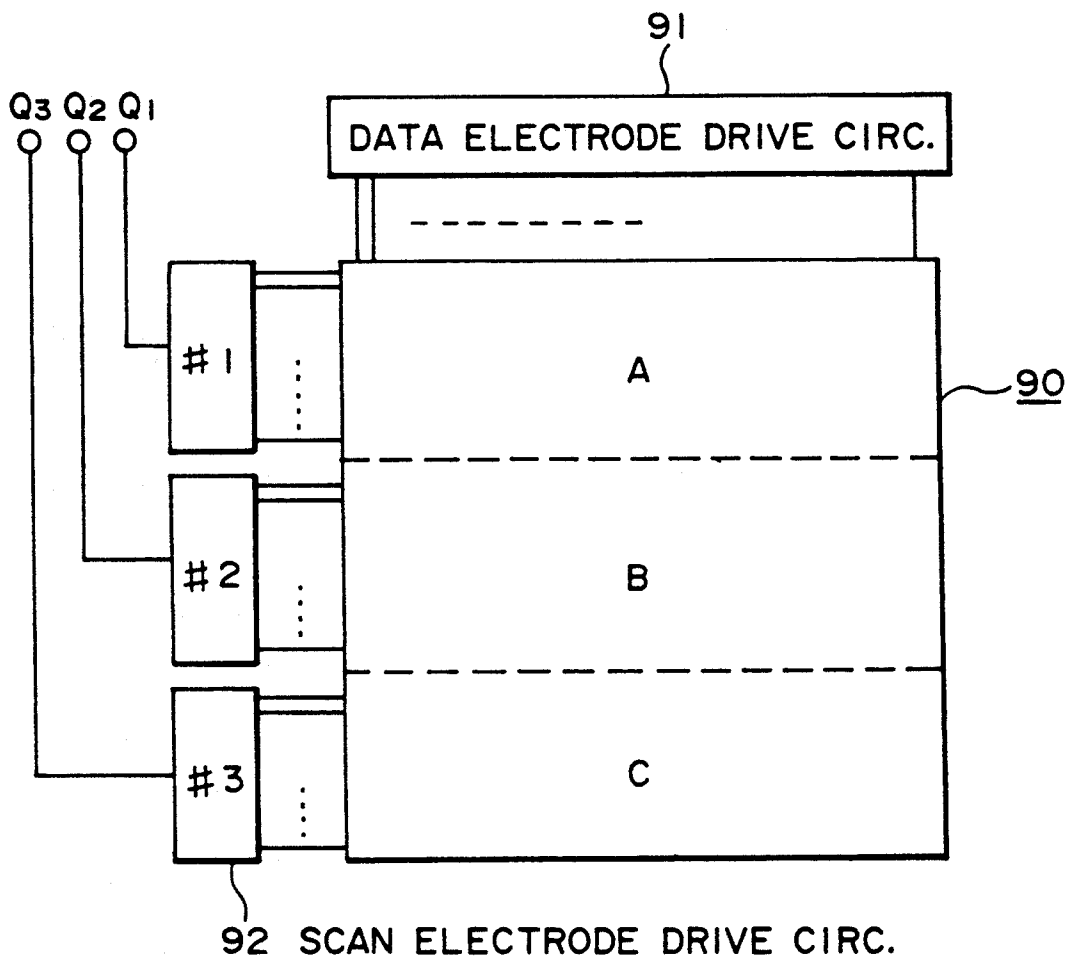 91
Q3 Q2 Q1
DATA ELECTRODE DRIVE CIRC.
#1
A
90
#2
B
#3
C
92 SCAN ELECTRODE DRIVE CIRC.